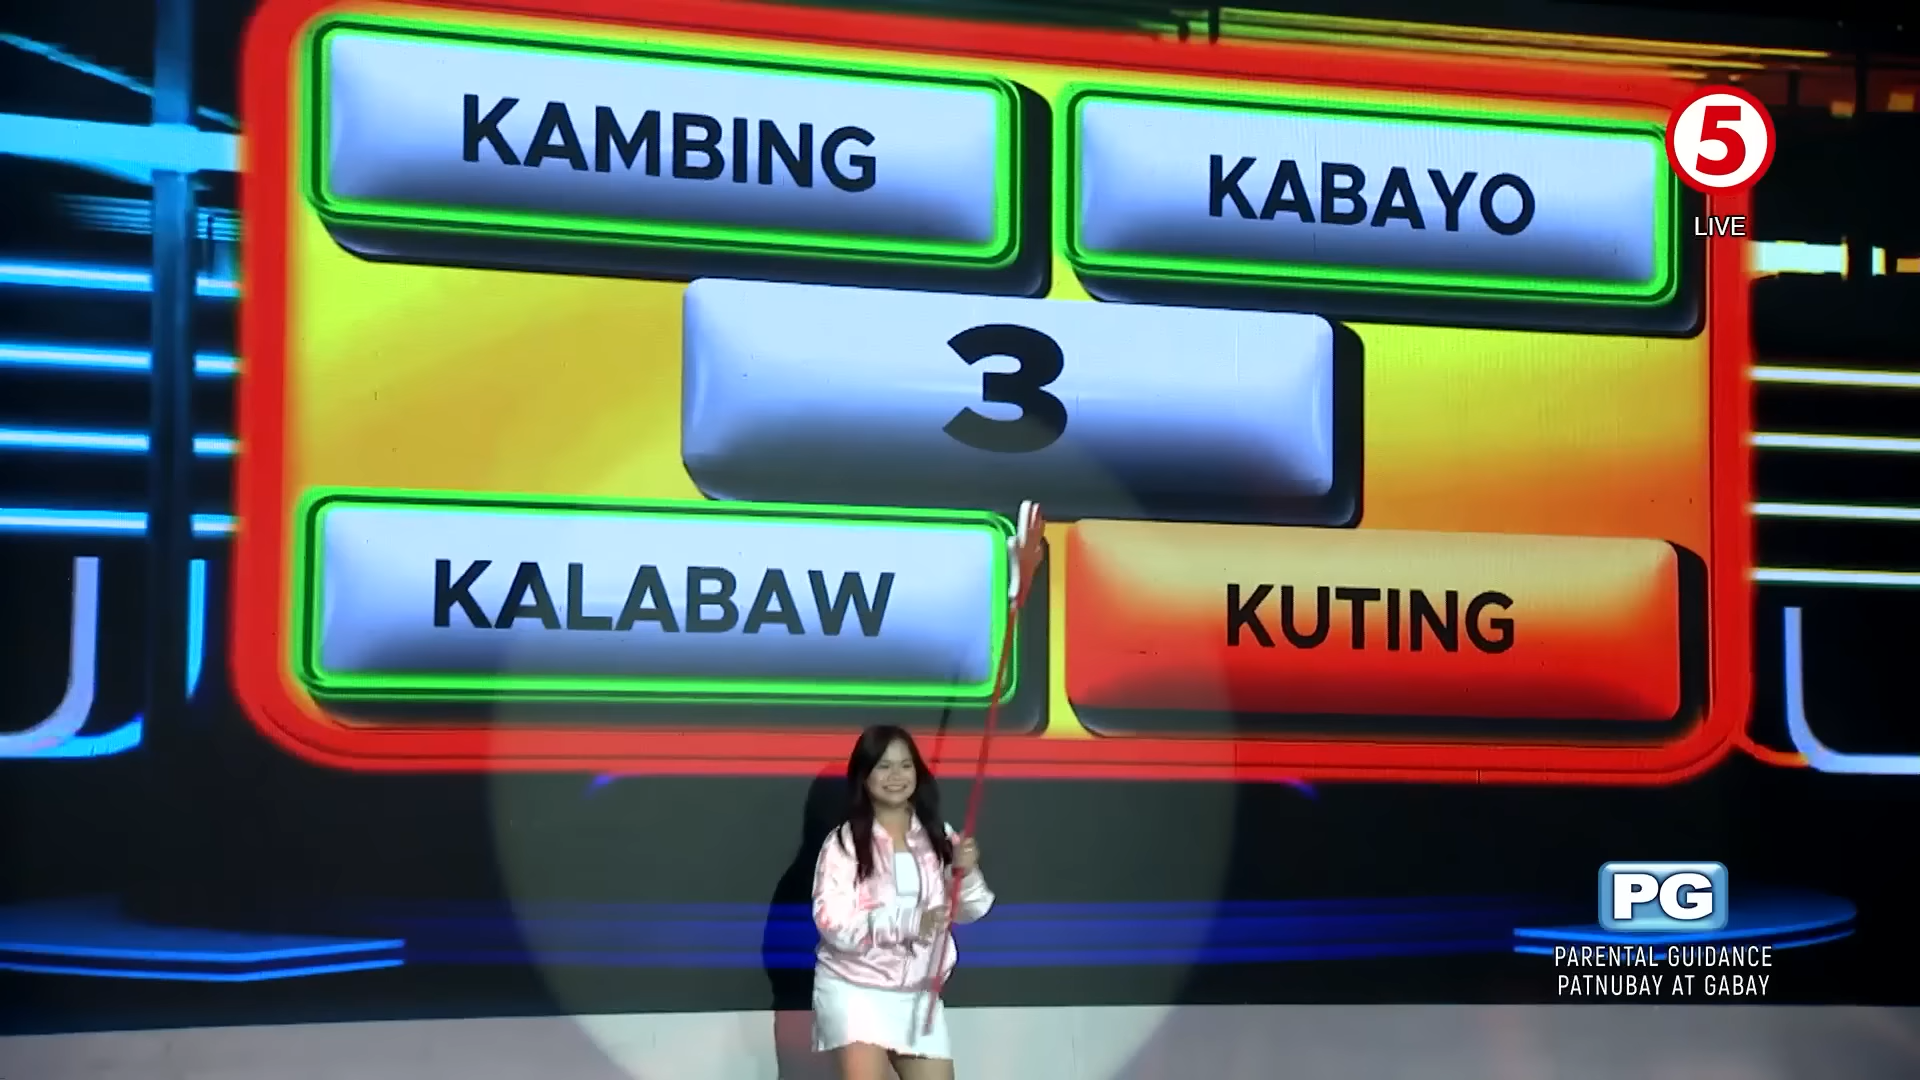 KAMBING
KABAYO
5
LIVE
3
KALABAW
KUTING
PG
PARENTAL GUIDANCE
PATNUBAY AT GABAY